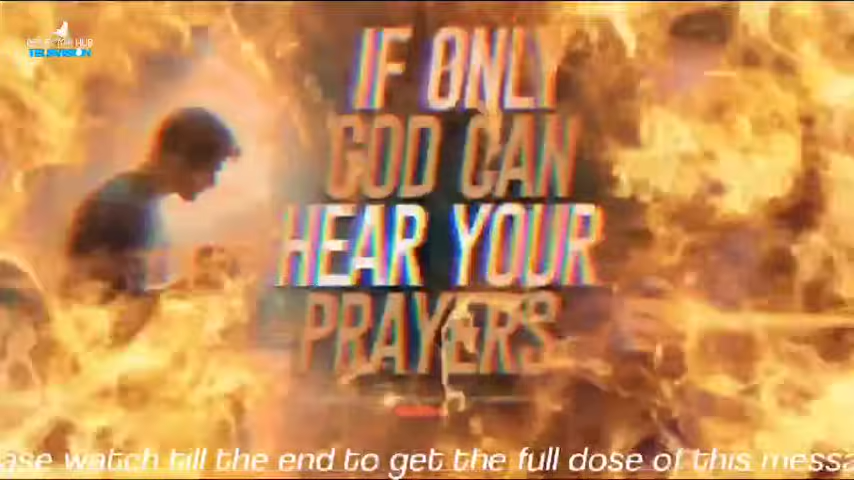 TELEVISION
IF ONLY
GOD CAN
HEAR YOUR
PRAYERS
ase watch till the end to get the full dose of this messa